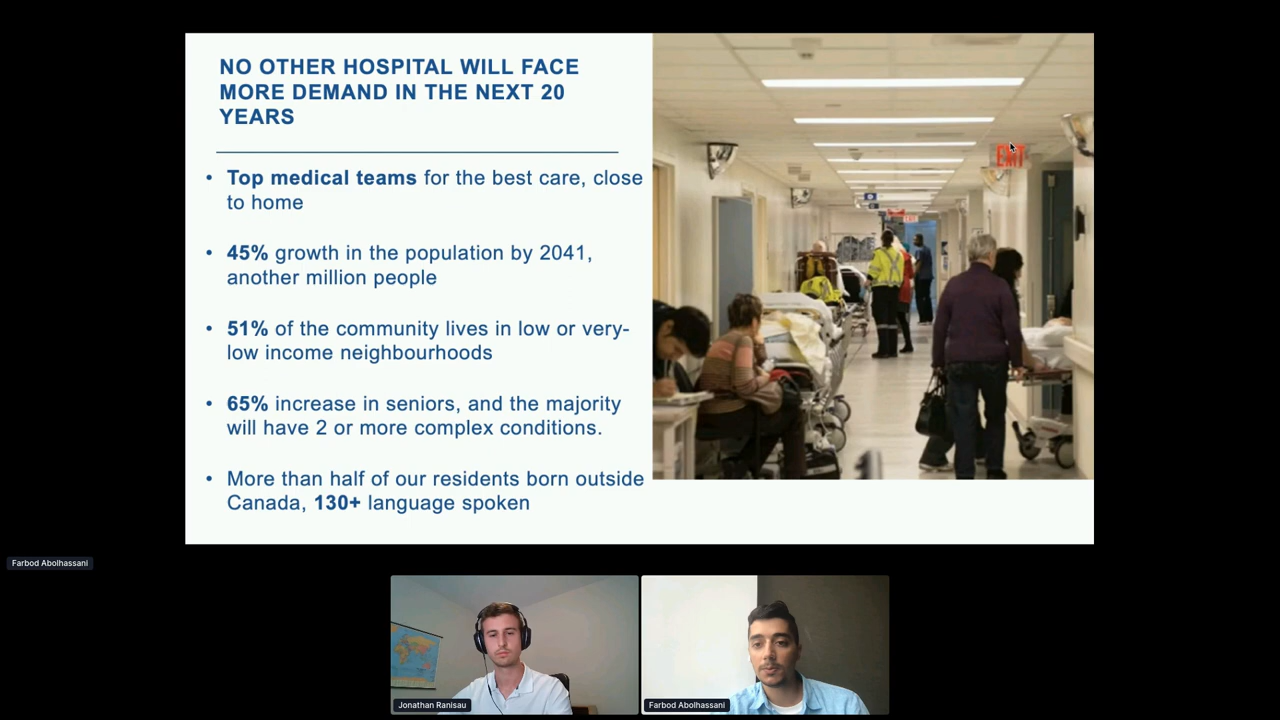 NO OTHER HOSPITAL WILL FACE
MORE DEMAND IN THE NEXT 20
YEARS
• Top medical teams for the best care, close
to home
• 45% growth in the population by 2041,
another million people
• 51% of the community lives in low or very-
low income neighbourhoods
• 65% increase in seniors, and the majority
will have 2 or more complex conditions.
• More than half of our residents born outside
Canada, 130+ language spoken
EXIT
Farbod Abolhassani
Jonathan Ranisau
Farbod Abolhassani